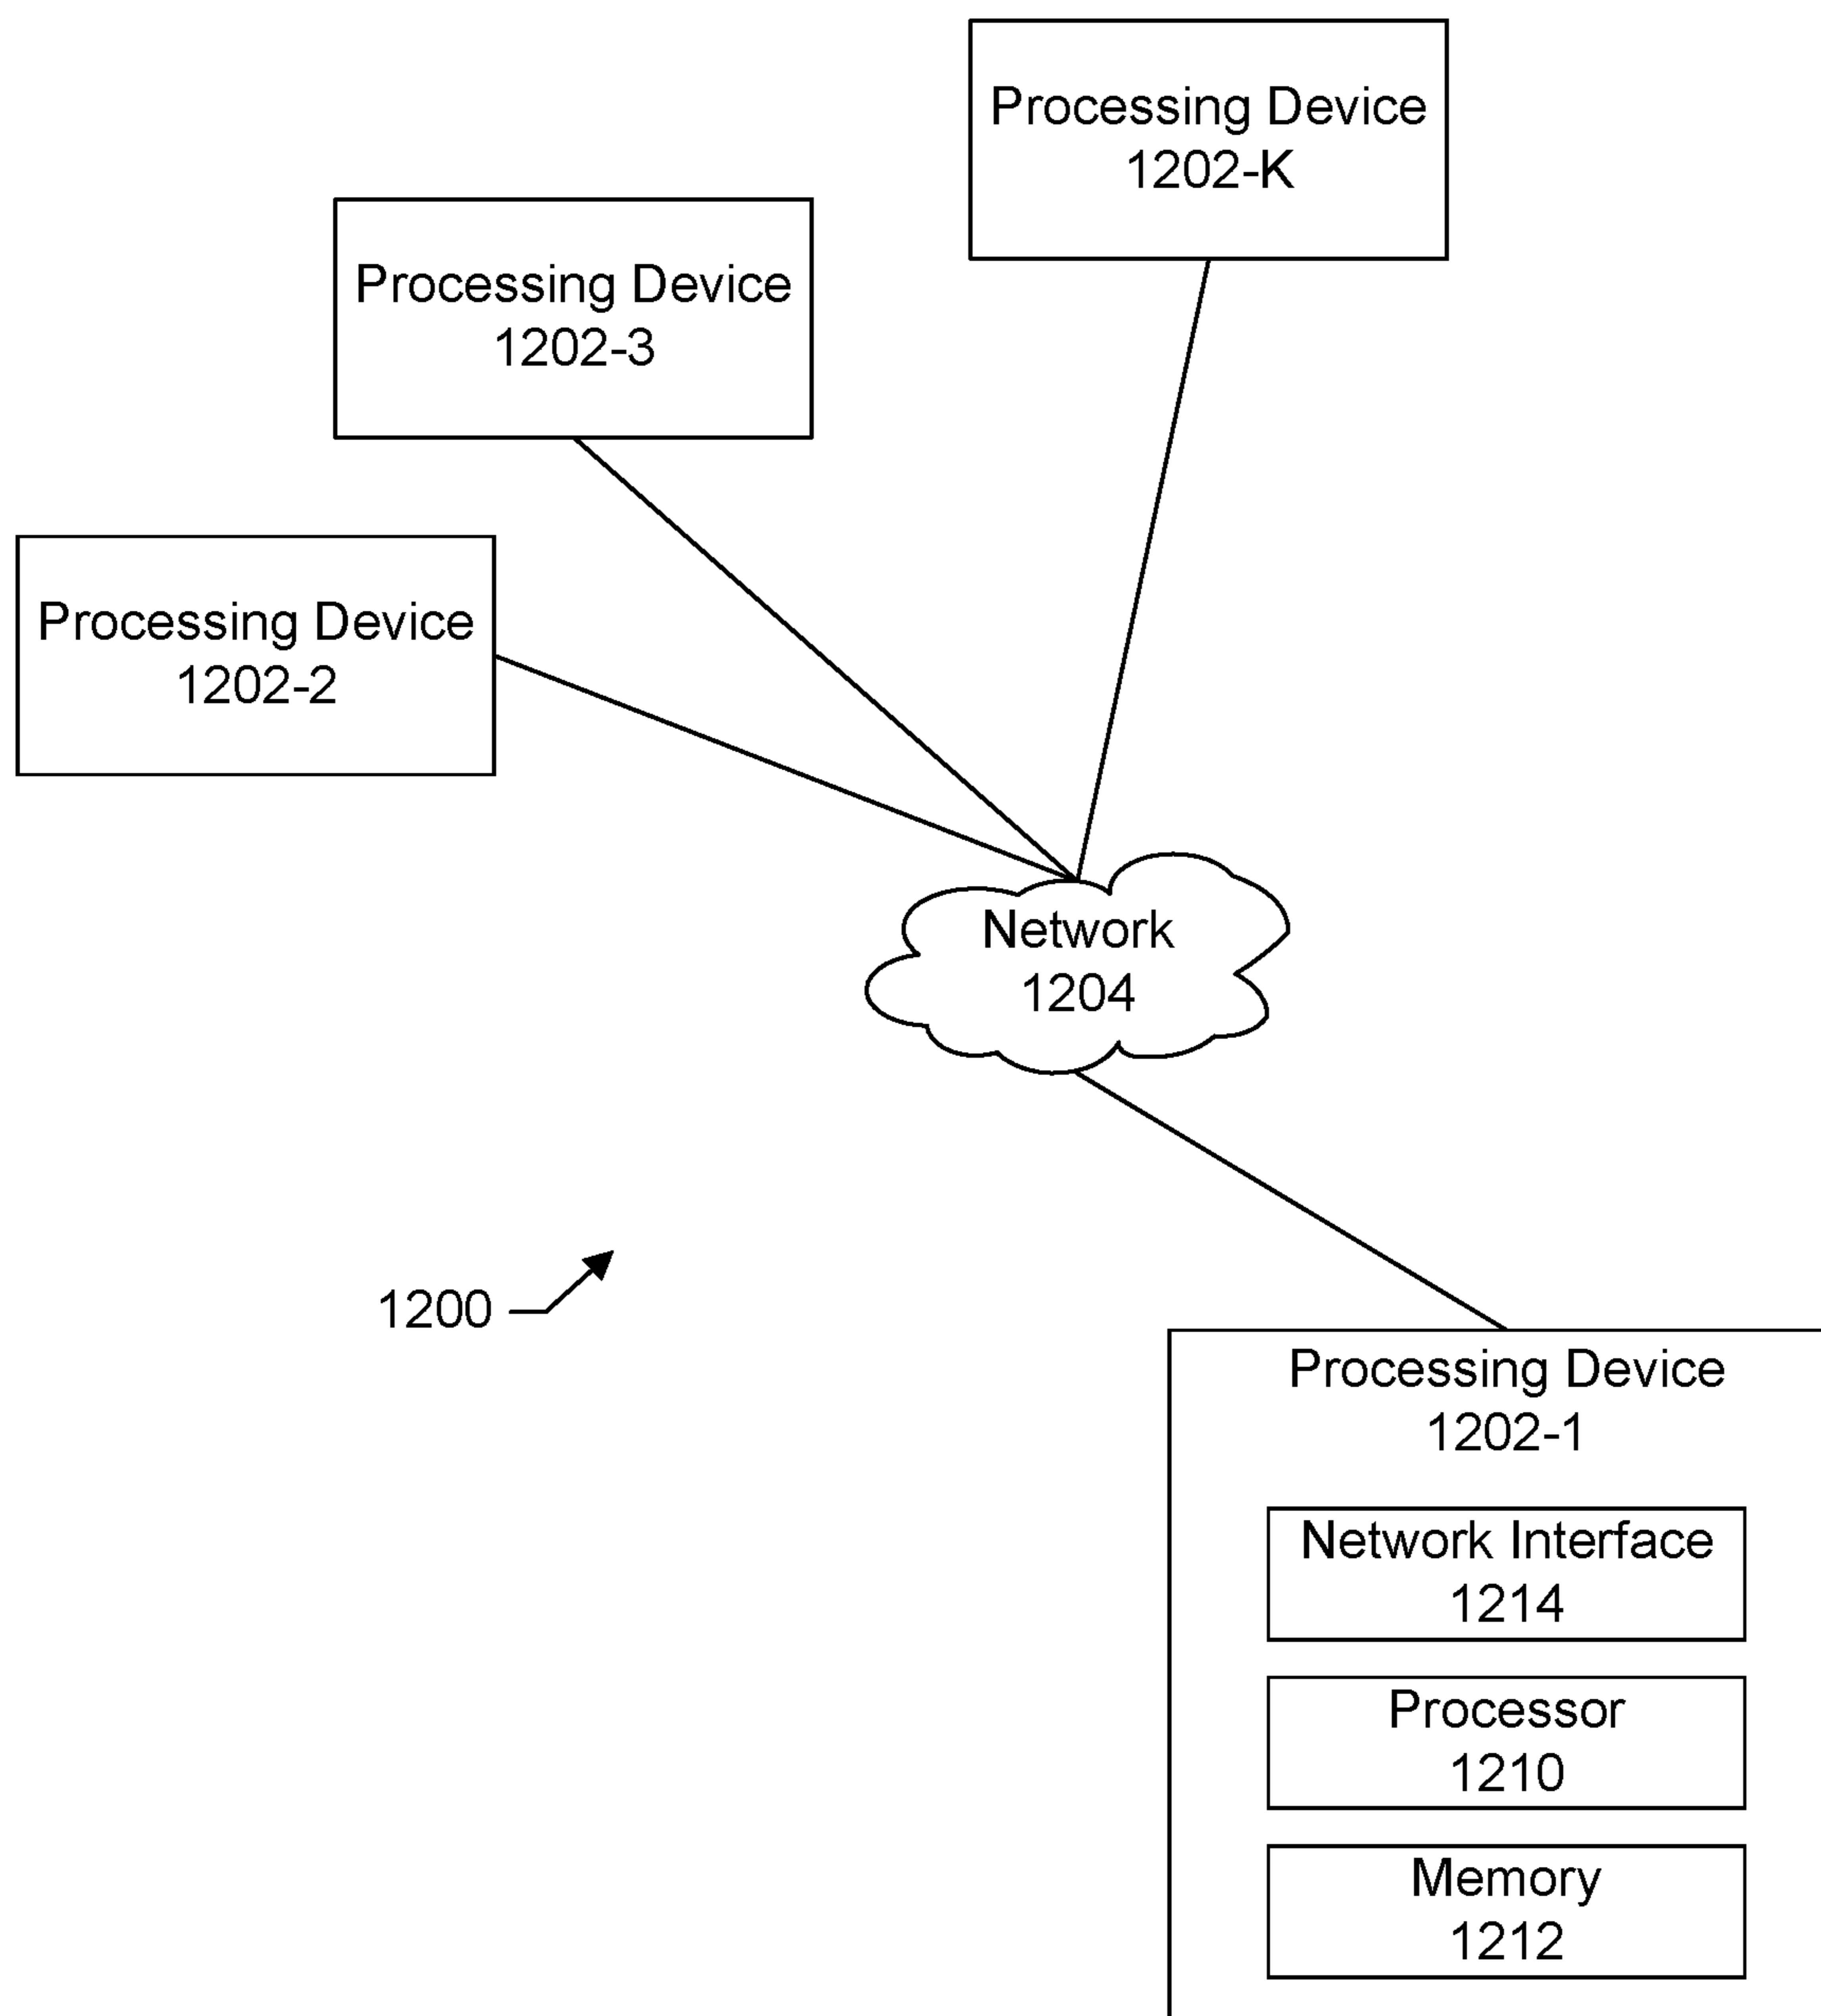 Processing Device
1202-K
Processing Device
1202-3
Processing Device
1202-2
Network
1204
1200
Processing Device
1202-1
Network Interface
1214
Processor
1210
Memory
1212